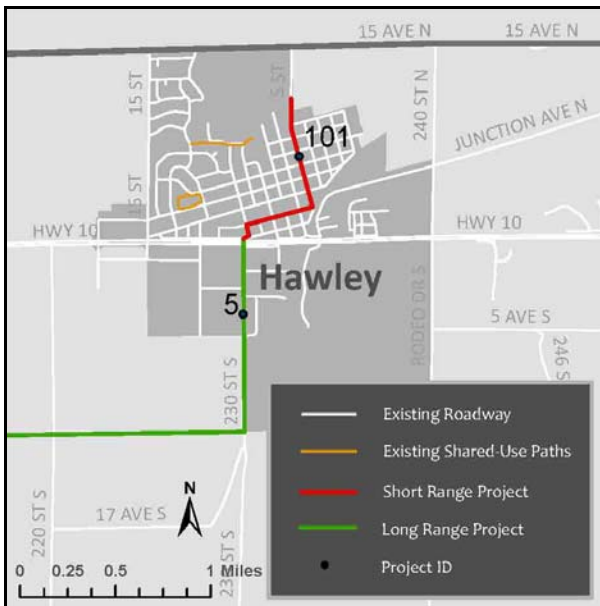 15 AVE N 15 AVE N
15 ST
5 ST
240 ST N
JUNCTION AVE N
101
15 ST
HWY 10 HWY 10
Hawley
5
230 ST S
RODEO DR S
5 AVE S
246 S
Existing Roadway
Existing Shared-Use Paths
Short Range Project
Long Range Project
Project ID
N
17 AVE S
220 ST S
0 0.25 0.5 1 Miles